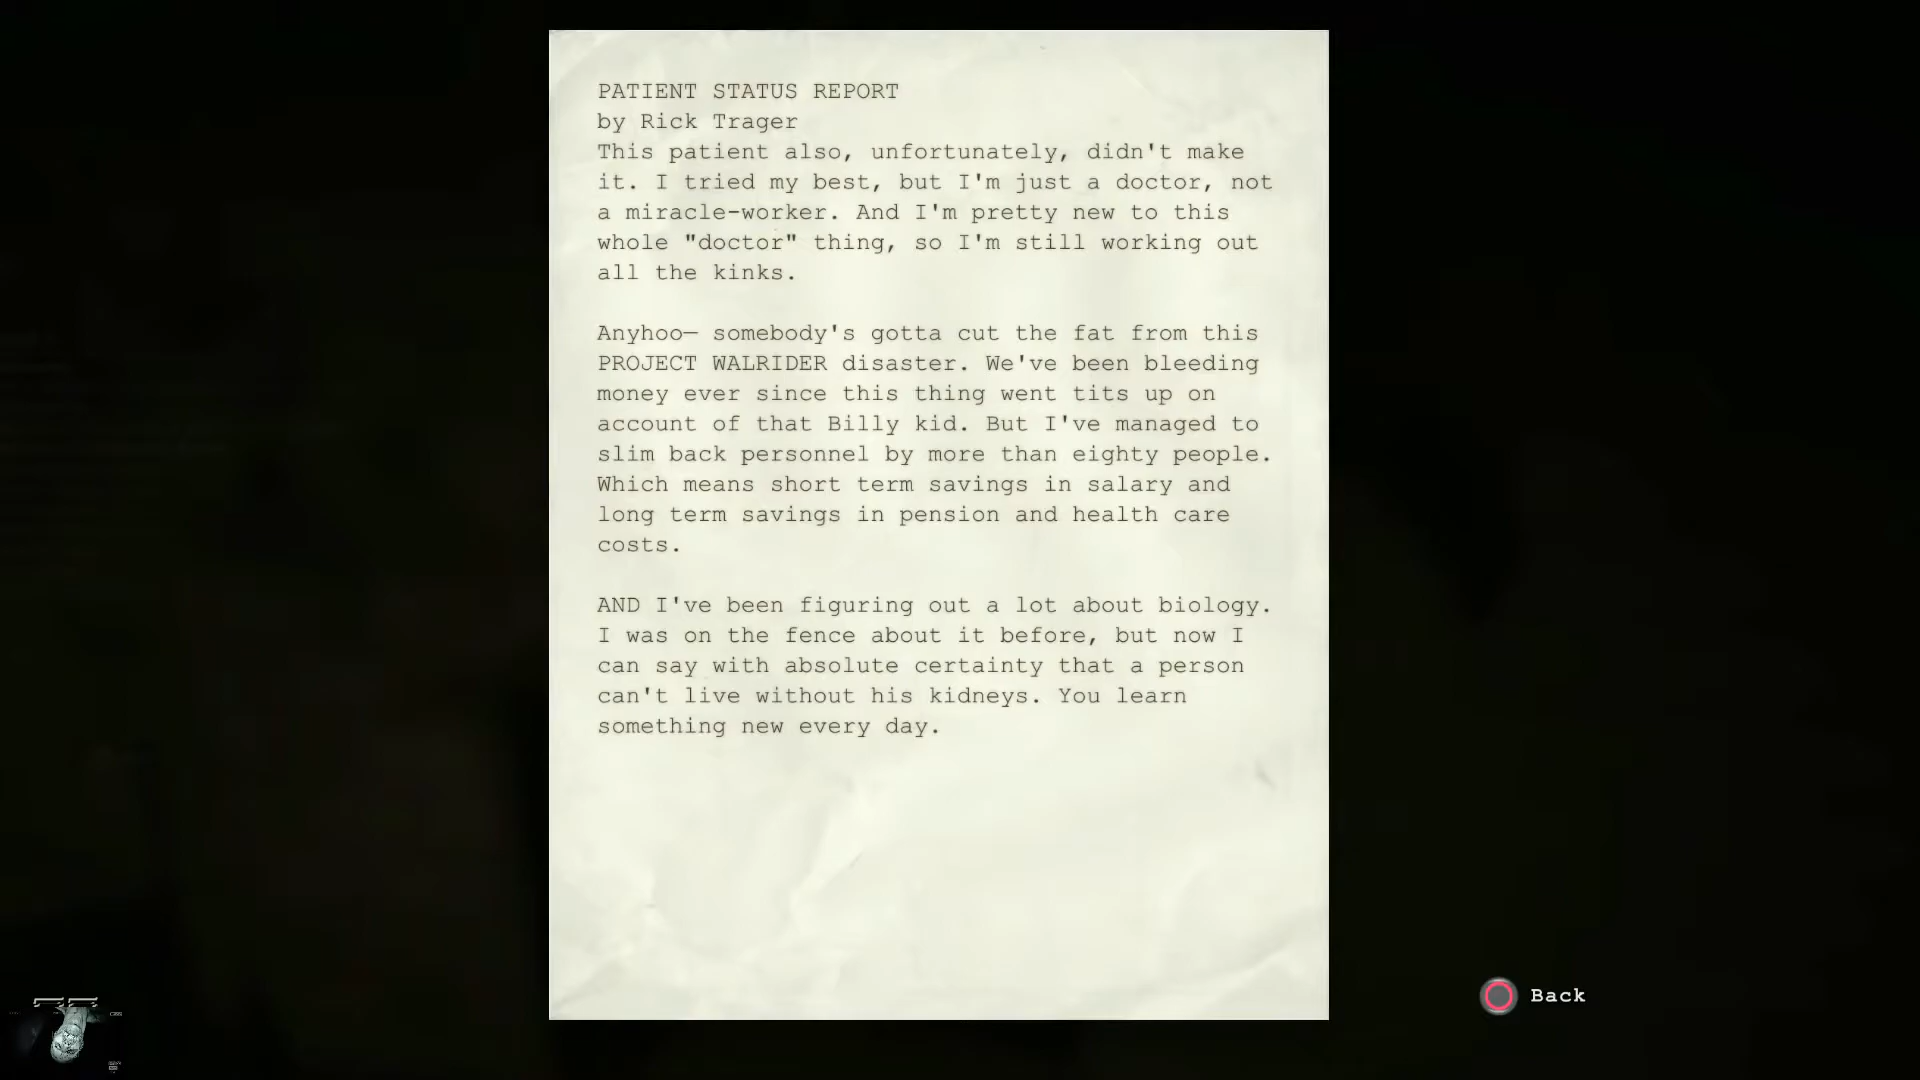 PATIENT STATUS REPORT
by Rick Trager
This patient also, unfortunately, didn't make
it. I tried my best, but I'm just a doctor, not
a miracle-worker. And I'm pretty new to this
whole "doctor" thing, so I'm still working out
all the kinks.
Anyhoo— somebody's gotta cut the fat from this
PROJECT WALRIDER disaster. We've been bleeding
money ever since this thing went tits up on
account of that Billy kid. But I've managed to
slim back personnel by more than eighty people.
Which means short term savings in salary and
long term savings in pension and health care
costs.
AND I've been figuring out a lot about biology.
I was on the fence about it before, but now I
can say with absolute certainty that a person
can't live without his kidneys. You learn
something new every day.
Back